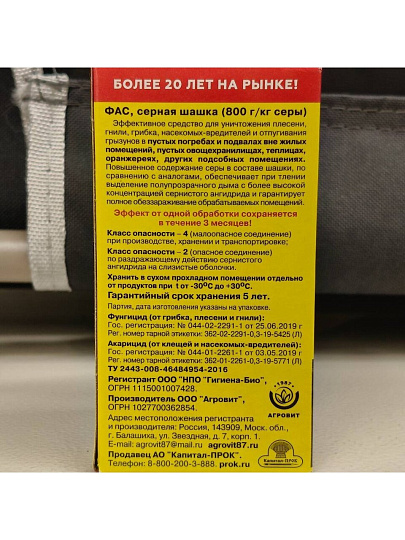 БОЛЕЕ 20 ЛЕТ НА РЫНКЕ!
ФАС, серная шашка (800 г/кг серы)
Эффективное средство для уничтожения плесени,
гнили, грибка, насекомых-вредителей и отпугивания
грызунов в пустых погребах и подвалах вне жилых
помещений, пустых овощехранилищах, теплицах,
оранжереях, других подсобных помещениях.
Повышенное содержание серы в составе шашки, по
сравнению с аналогами, обеспечивает при тлении
выделение полупрозрачного дыма с более высокой
концентрацией сернистого ангидрида и гарантирует
полное обеззараживание обрабатываемых помещений.
Эффект от одной обработки сохраняется
в течение 3 месяцев!
Класс опасности – 4 (малоопасное соединение)
при производстве, хранении и транспортировке;
Класс опасности – 2 (опасное соединение)
по раздражающему действию сернистого
ангидрида на слизистые оболочки.
Хранить в сухом прохладном помещении отдельно
от продуктов при t от -30°С до +30°С.
Гарантийный срок хранения 5 лет.
Партия, дата изготовления указаны на упаковке.
Фунгицид (от грибка, плесени и гнили):
Гос. регистрация: № 044-02-2291-1 от 25.06.2019 г
Рег. номер тарной этикетки: 362-02-2291-0,3-19-5425 (Л)
Акарицид (от клещей и насекомых-вредителей):
Гос. регистрация: № 044-01-2261-1 от 03.05.2019 г
Рег. номер тарной этикетки: 361-01-2261-0,3-19-5771 (Л)
ТУ 2443-008-46484954-2016
Регистрант ООО "НПО "Гигиена-Био",
ОГРН 1115001007428.
Производитель ООО "Агровит",
ОГРН 1027700362854.
Адрес местоположения регистранта
и производителя: Россия, 143909, Моск. обл.,
г. Балашиха, ул. Звездная, д. 7, корп. 1.
E-mail: agrovit87@mail.ru agrovit87.ru
Продавец АО "Капитал-ПРОК".
Телефон: 8-800-200-3-888. prok.ru
1987
АГРОВИТ
Капитал-ПРОК